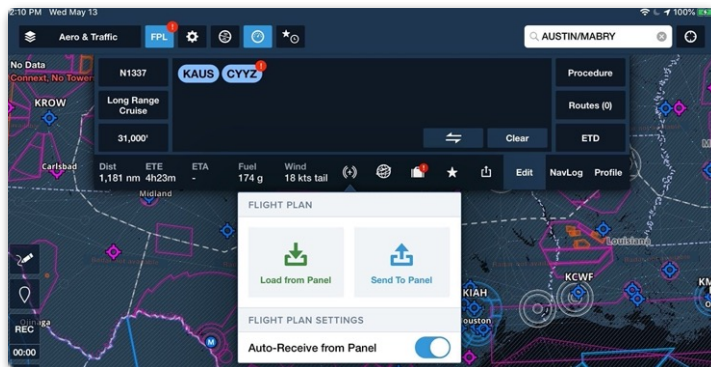 2:10 PM Wed May 13
100%
Aero & Traffic
FPL
!
AUSTIN/MABRY
No Data
Connext, No Tower
KROW
Carlsbad
Midland
N1337
KAUS CYYZ
!
Procedure
Long Range
Cruise
Routes (0)
31,000'
Clear
ETD
Dist
1,181 nm
ETE
4h23m
ETA
-
Fuel
174 g
Wind
18 kts tail
Edit
NavLog
Profile
FLIGHT PLAN
Load from Panel
Send To Panel
FLIGHT PLAN SETTINGS
Auto-Receive from Panel
Louisiana
KCWF
KIAH
Houston
Ojinaga
M
REC
00:00